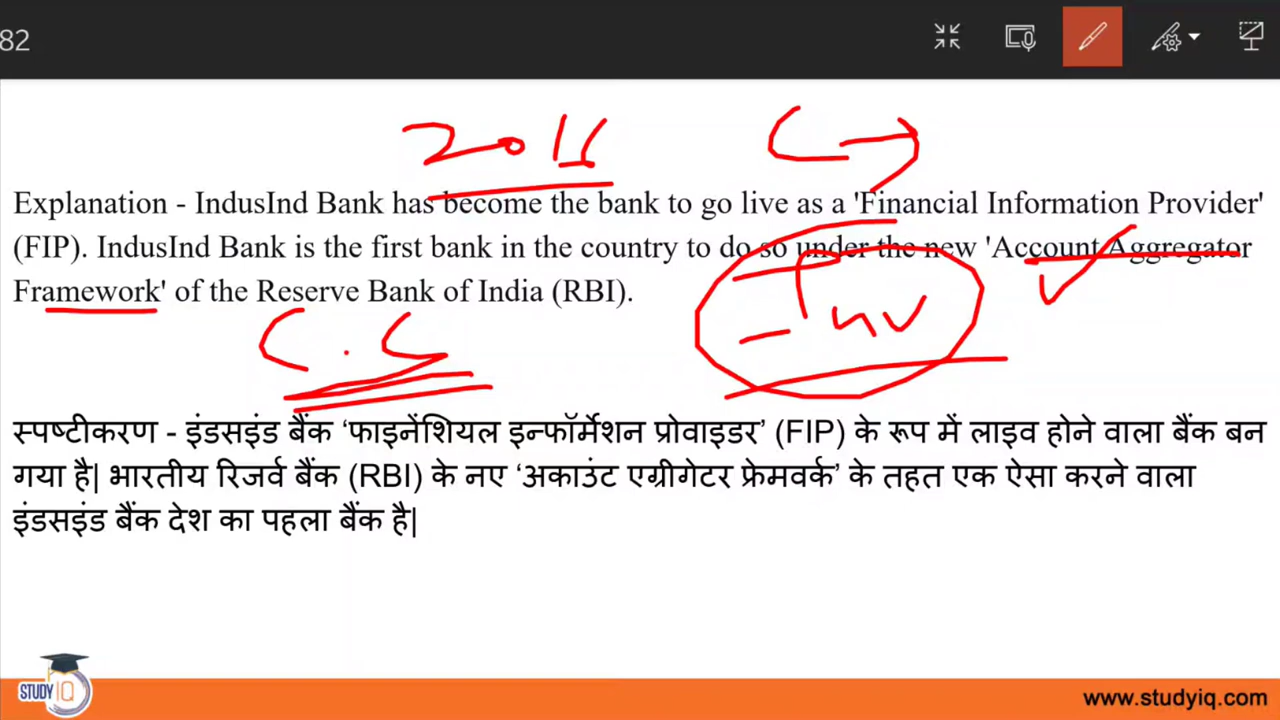 82
Explanation - IndusInd Bank has become the bank to go live as a 'Financial Information Provider'
(FIP). IndusInd Bank is the first bank in the country to do so under the new 'Account Aggregator
Framework' of the Reserve Bank of India (RBI).
Inv
स्पष्टीकरण - इंडसइंड बैंक ‘फाइनेंशियल इन्फॉर्मेशन प्रोवाइडर’ (FIP) के रूप में लाइव होने वाला बैंक बन
गया है| भारतीय रिजर्व बैंक (RBI) के नए ‘अकाउंट एग्रीगेटर फ्रेमवर्क’ के तहत एक ऐसा करने वाला
इंडसइंड बैंक देश का पहला बैंक है|
STUDY IQ
www.studyiq.com